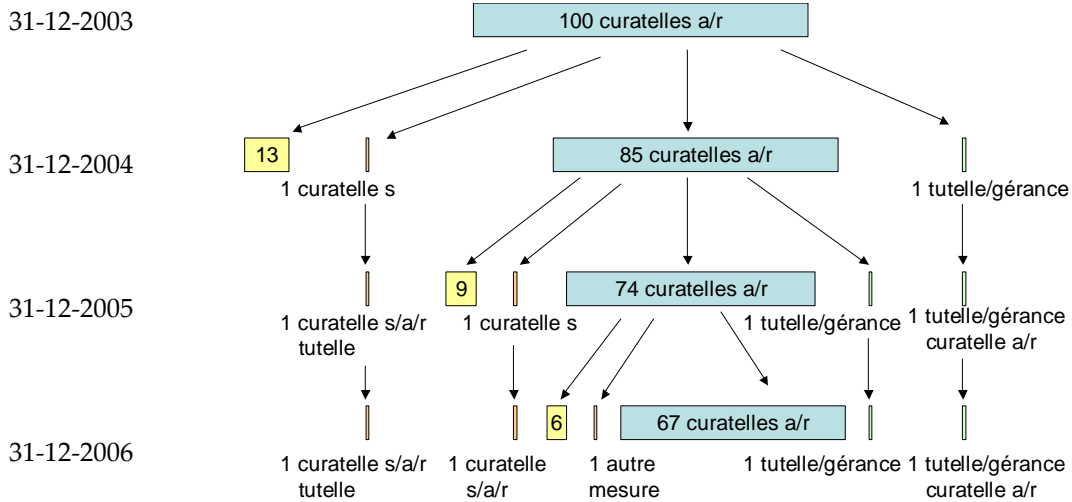 31-12-2003
100 curatelles a/r
31-12-2004
13
1 curatelle s
85 curatelles a/r
1 tutelle/gérance
31-12-2005
1 curatelle s/a/r
tutelle
9
1 curatelle s
74 curatelles a/r
1 tutelle/gérance
1 tutelle/gérance
curatelle a/r
31-12-2006
1 curatelle s/a/r
tutelle
1 curatelle
s/a/r
6
1 autre
mesure
67 curatelles a/r
1 tutelle/gérance
1 tutelle/gérance
curatelle a/r